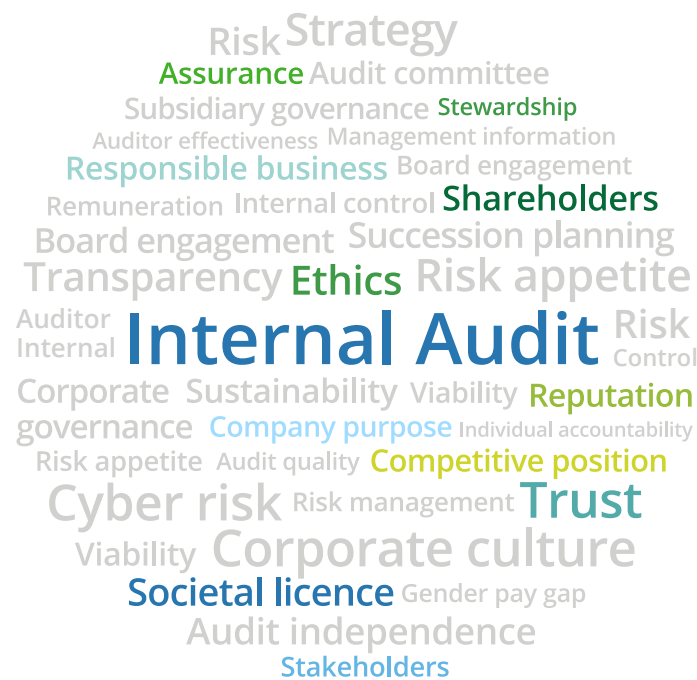 Risk Strategy
Assurance Audit committee
Subsidiary governance Stewardship
Auditor effectiveness Management information
Responsible business Board engagement
Remuneration Internal control Shareholders
Board engagement Succession planning
Transparency Ethics Risk appetite
Auditor Internal Audit Risk
Internal Control
Corporate Sustainability Viability Reputation
governance Company purpose Individual accountability
Risk appetite Audit quality Competitive position
Cyber risk Risk management Trust
Viability Corporate culture
Societal licence Gender pay gap
Audit independence
Stakeholders